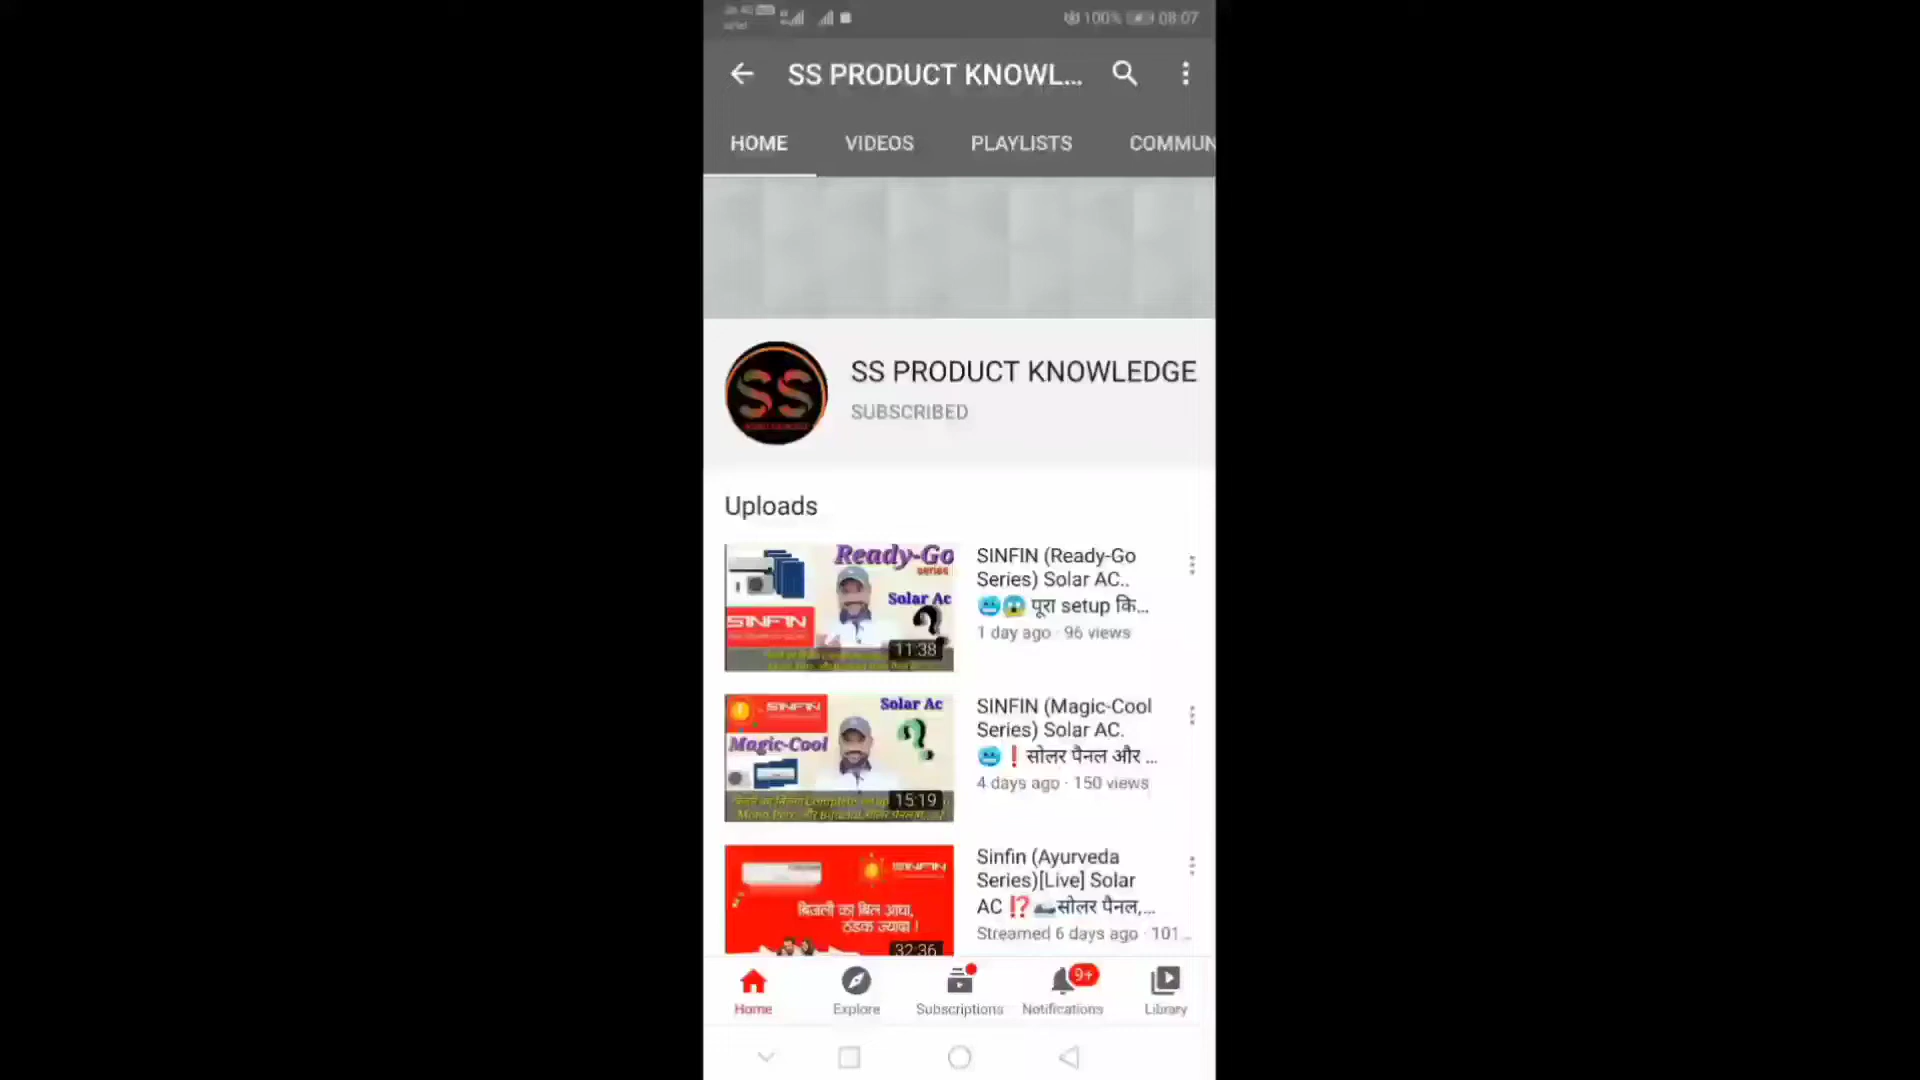 100% 08:07
SS PRODUCT KNOWL...
HOME VIDEOS PLAYLISTS COMMUN
SS
SS PRODUCT KNOWLEDGE
SUBSCRIBED
Uploads
Ready-Go
series
Solar Ac
SINFIN
11:38
SINFIN (Ready-Go
Series) Solar AC..
🥶😱 पूरा setup कि...
1 day ago · 96 views
SINFIN
Solar Ac
Magic-Cool
Complete setup
15:19
SINFIN (Magic-Cool
Series) Solar AC.
🥶❗सोलर पैनल और ...
4 days ago · 150 views
SINFIN
बिजली का बिल आधा,
ठंडक ज्यादा !
32:36
Sinfin (Ayurveda
Series)[Live] Solar
AC ⁉️सोलर पैनल,...
Streamed 6 days ago · 101...
9+
Home Explore Subscriptions Notifications Library